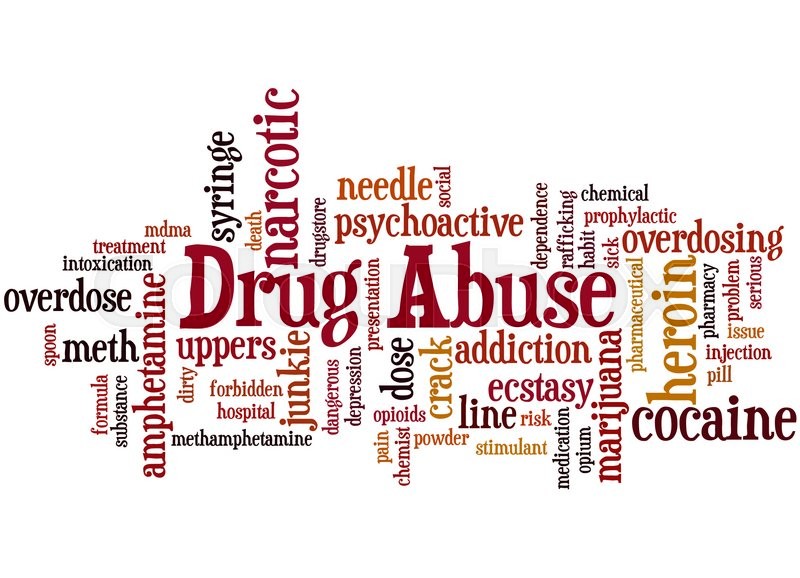 narcotic
syringe
needle
social
psychoactive
death
drugstore
mdma
treatment
intoxication
dependence
rafficking
habit
chemical
prophylactic
sick
overdosing
Drug Abuse
overdose
amphetamine
presentation
pharmaceutical
heroin
pharmacy
problem
serious
spoon
meth
uppers
junkie
dangerous
depression
dose
crack
addiction
marijuana
issue
injection
pill
dirty
forbidden
hospital
formula
substance
methamphetamine
opioids
line
ecstasy
risk
cocaine
pain
chemist
powder
stimulant
medication
opium